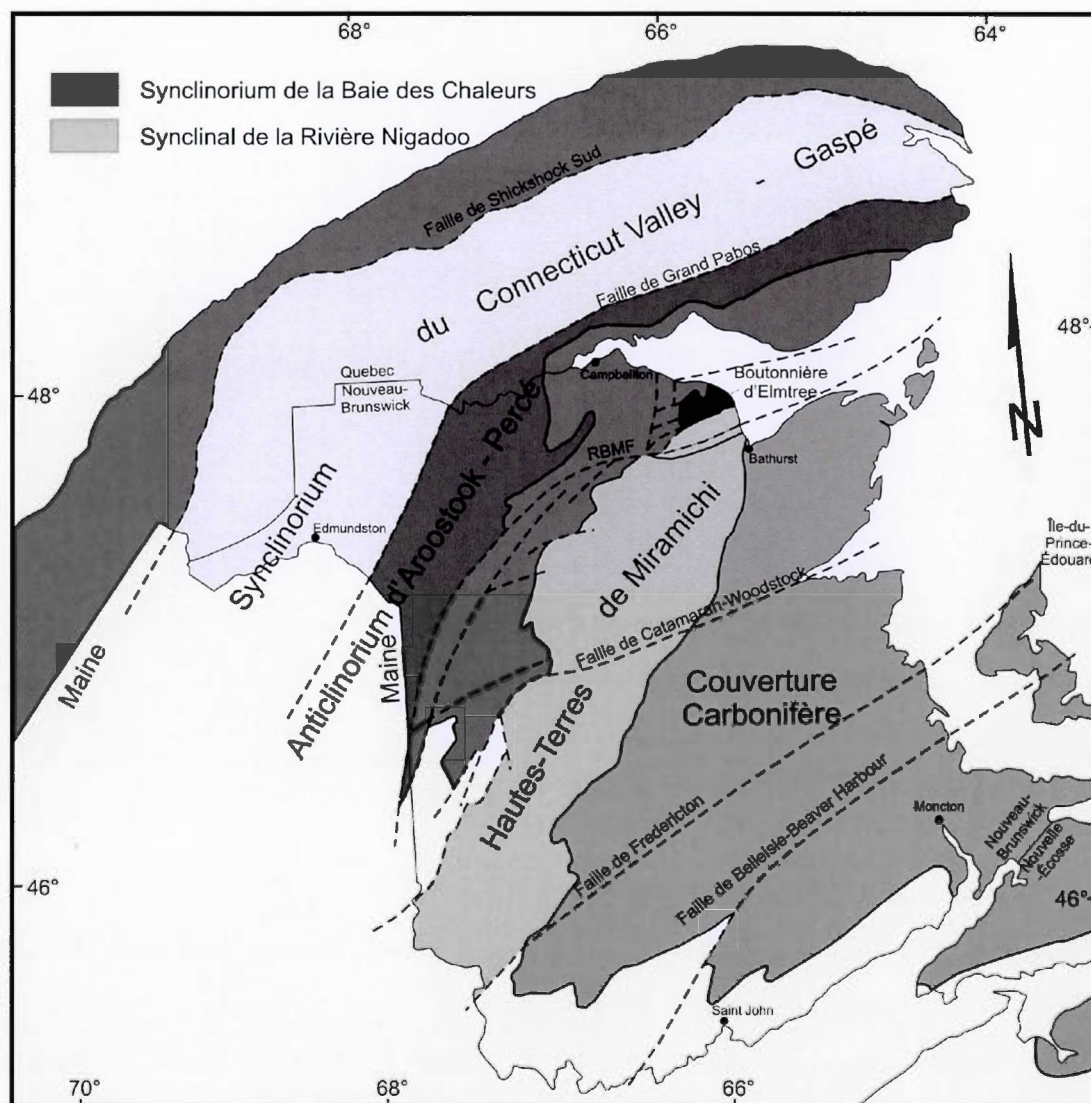 68°
66°
64°
Synclinorium de la Baie des Chaleurs
Synclinal de la Rivière Nigadoo
Faille de Shickshock Sud
du Connecticut Valley - Gaspé
Faille de Grand Pabos
48°
48°
Quebec
Nouveau-
Brunswick
Campbellton
Boutonnière
d'Elmtree
RBMF
Bathurst
Edmundston
Synclinorium
Anticlinorium d'Aroostook - Percé
Maine
Maine
Île-du-
Prince-
Édouard
Hautes-Terres
de Miramichi
Faille de Catamaran-Woodstock
Couverture
Carbonifère
Faille de Fredericton
Faille de Belleisle-Beaver Harbour
Moncton
Nouveau-
Brunswick
Nouvelle
-Écosse
46°
46°
Saint John
N
70°
68°
66°